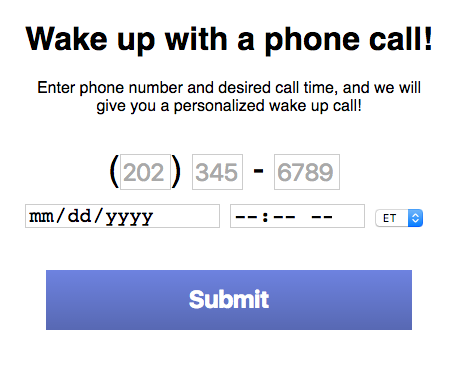 Wake up with a phone call!
Enter phone number and desired call time, and we will
give you a personalized wake up call!
(202) 345 - 6789
mm/dd/yyyy --:-- -- ET
Submit